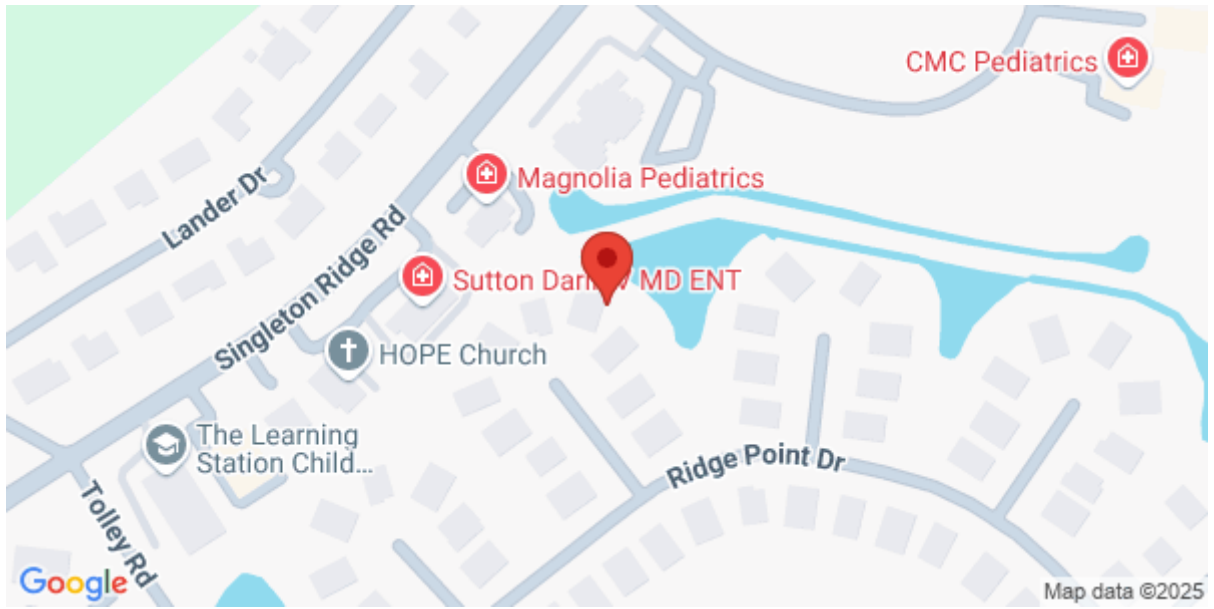 CMC Pediatrics
Magnolia Pediatrics
Lander Dr
Singleton Ridge Rd
Sutton MD ENT
HOPE Church
The Learning
Station Child...
Ridge Point Dr
Tolley Rd
Google
Map data ©2025